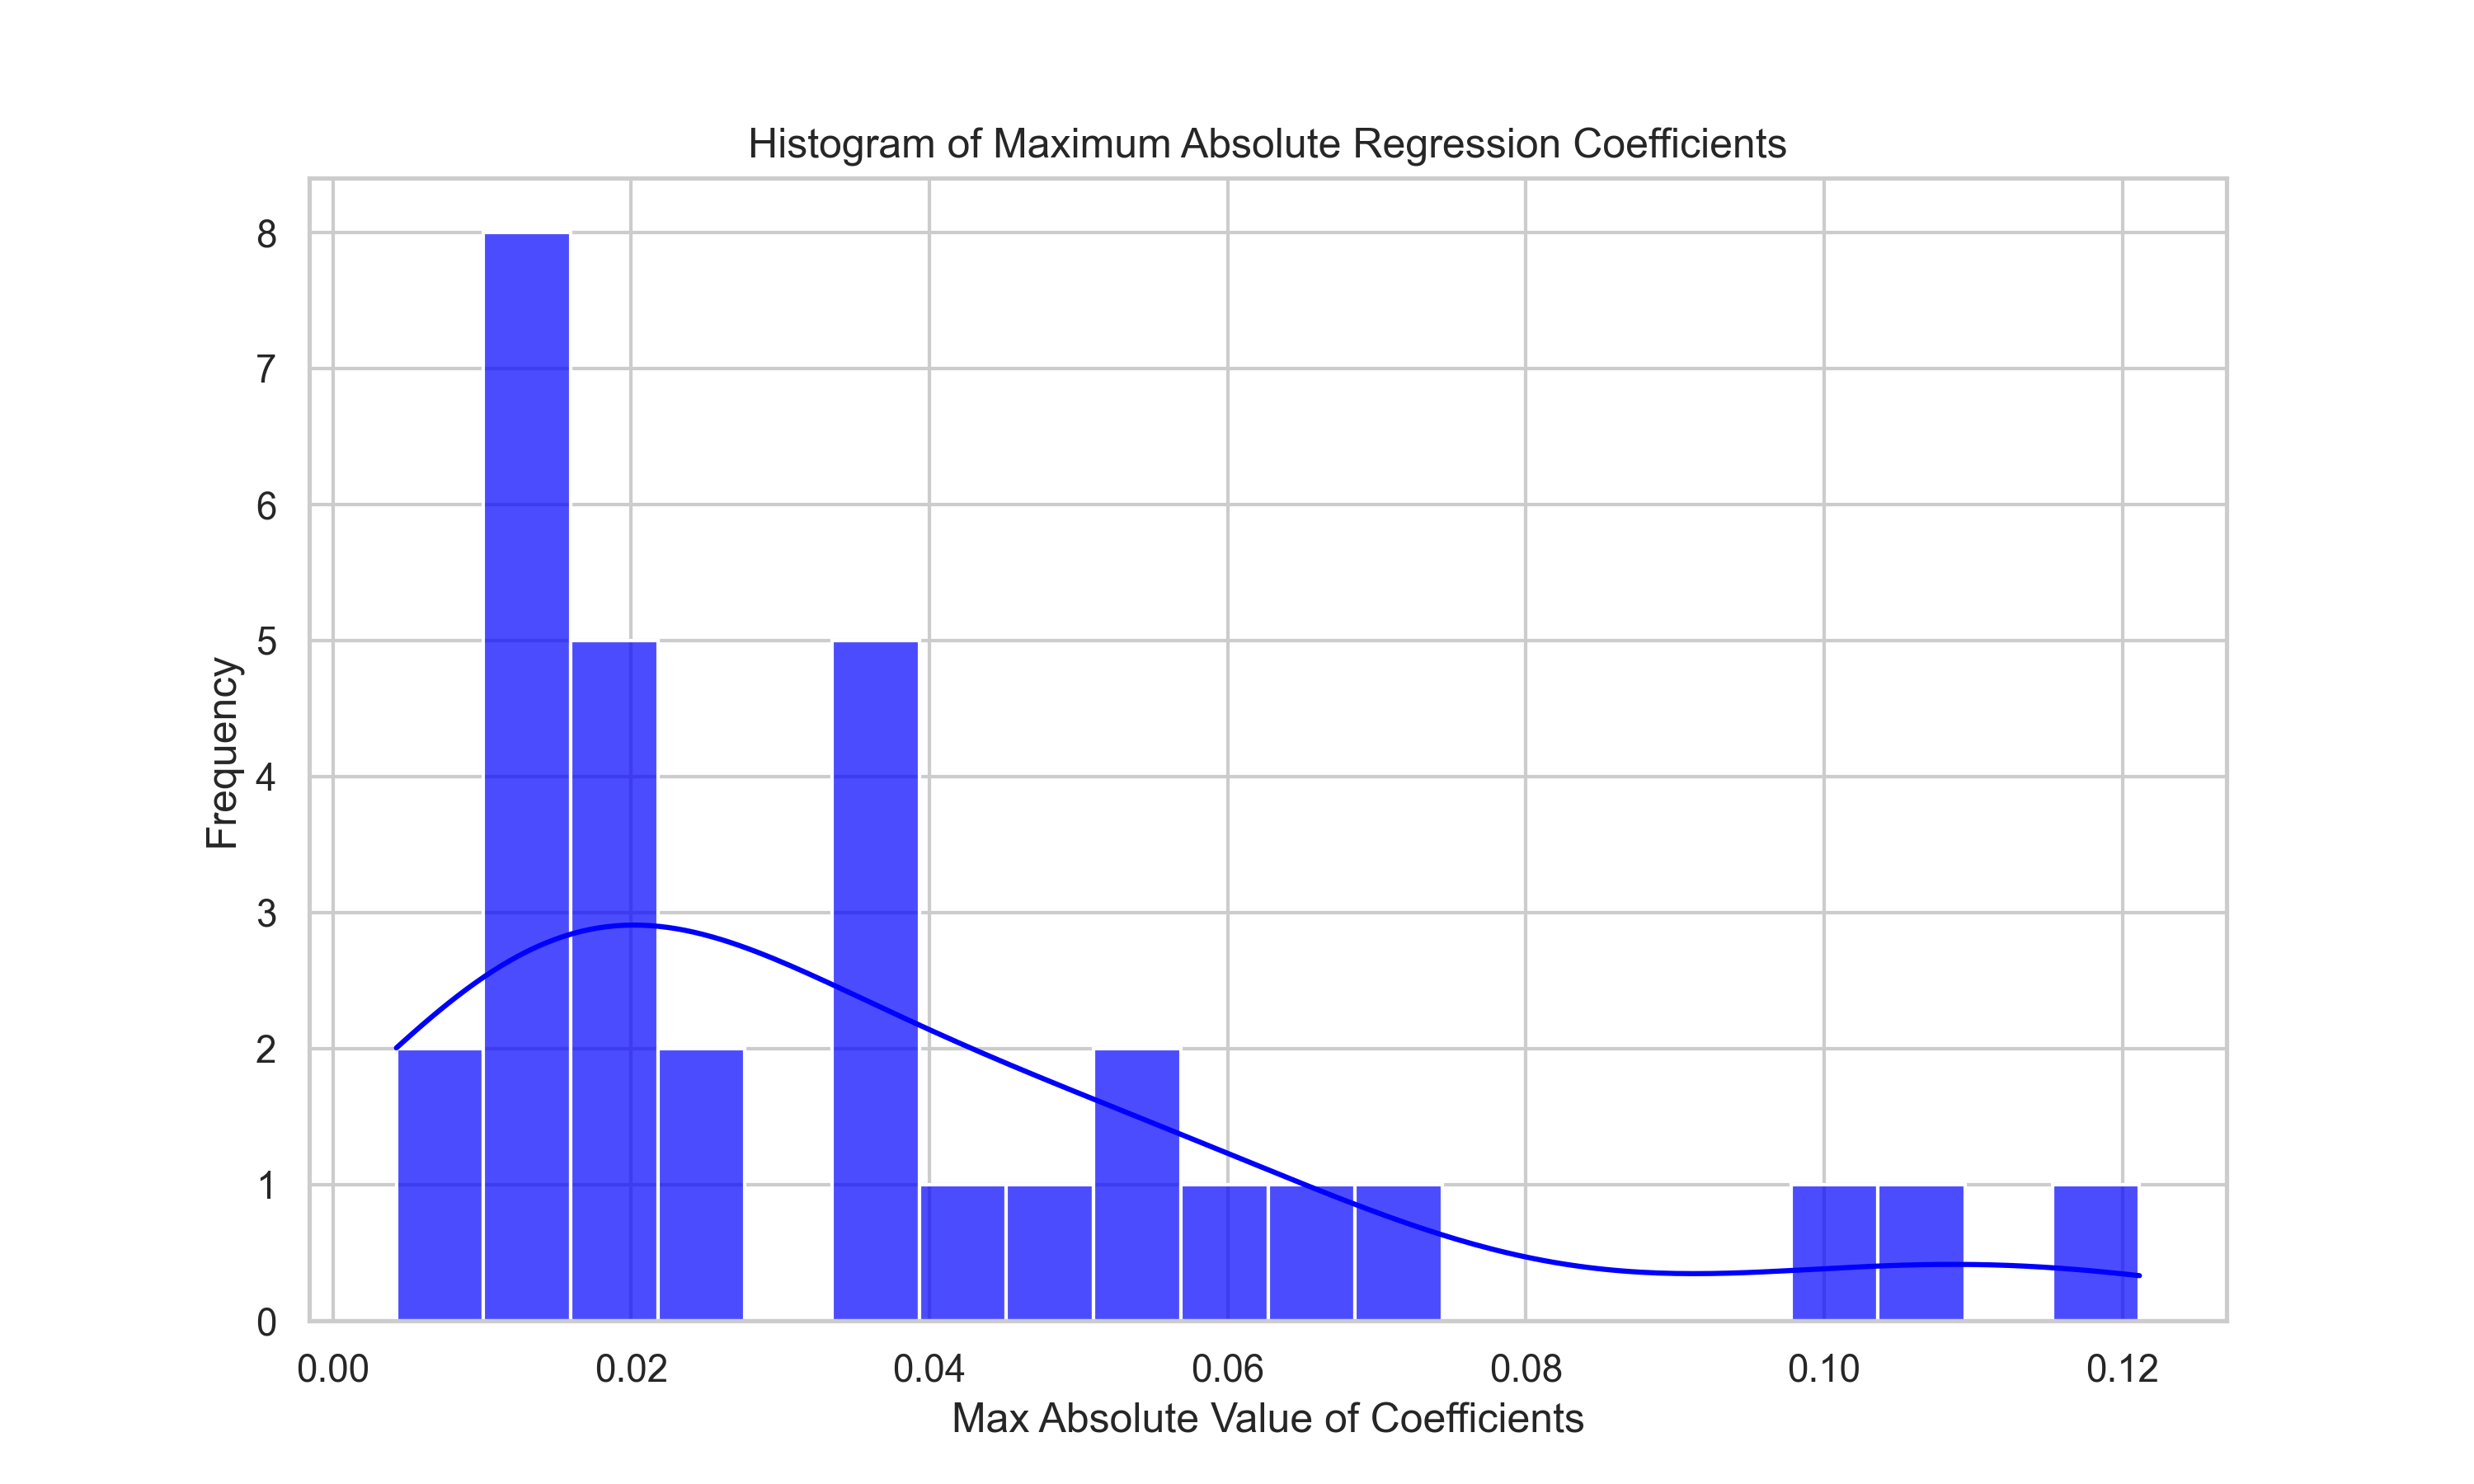 Histogram of Maximum Absolute Regression Coefficients
8
7
6
5
4
3
2
1
0
Frequency
0.00 0.02 0.04 0.06 0.08 0.10 0.12
Max Absolute Value of Coefficients